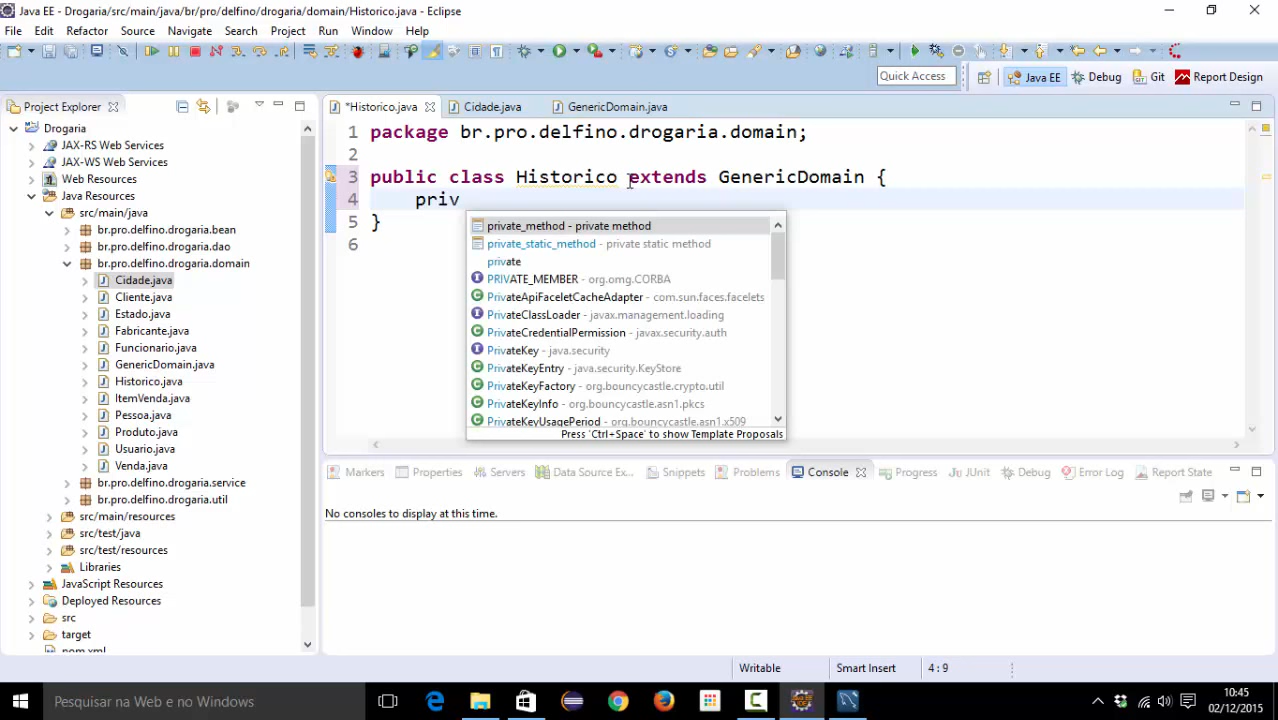 Java EE - Drogaria/src/main/java/br/pro/delfino/drogaria/domain/Historico.java - Eclipse
File Edit Refactor Source Navigate Search Project Run Window Help
Quick Access
Java EE Debug Git Report Design
Project Explorer
Drogaria
JAX-RS Web Services
JAX-WS Web Services
Web Resources
Java Resources
src/main/java
br.pro.delfino.drogaria.bean
br.pro.delfino.drogaria.dao
br.pro.delfino.drogaria.domain
Cidade.java
Cliente.java
Estado.java
Fabricante.java
Funcionario.java
GenericDomain.java
Historico.java
ItemVenda.java
Pessoa.java
Produto.java
Usuario.java
Venda.java
br.pro.delfino.drogaria.service
br.pro.delfino.drogaria.util
src/main/resources
src/test/java
src/test/resources
Libraries
JavaScript Resources
Deployed Resources
src
target
pom.xml
*Historico.java Cidade.java GenericDomain.java
1 package br.pro.delfino.drogaria.domain;
2
3 public class Historico extends GenericDomain {
4 priv
5 }
6
private_method - private method
private_static_method - private static method
private
PRIVATE_MEMBER - org.omg.CORBA
PrivateApiFaceletCacheAdapter - com.sun.faces.facelets
PrivateClassLoader - javax.management.loading
PrivateCredentialPermission - javax.security.auth
PrivateKey - java.security
PrivateKeyEntry - java.security.KeyStore
PrivateKeyFactory - org.bouncycastle.crypto.util
PrivateKeyInfo - org.bouncycastle.asn1.pkcs
PrivateKeyUsagePeriod - org.bouncycastle.asn1.x509
Press 'Ctrl+Space' to show Template Proposals
Markers Properties Servers Data Source Ex... Snippets Problems Console Progress JUnit Debug Error Log Report State
No consoles to display at this time.
Writable Smart Insert 4 : 9
Pesquisar na Web e no Windows
10:45
02/12/2015